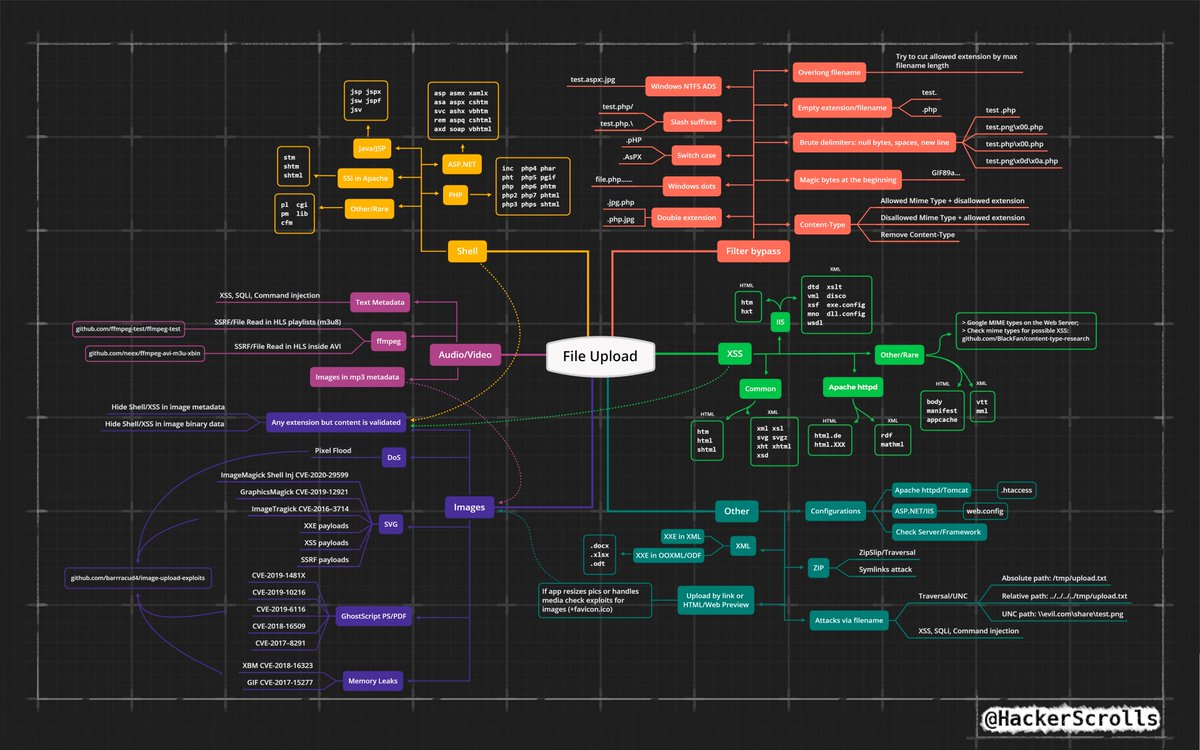 File Upload
Shell
Java/JSP
jsp jspx
jsw jspf
jsv
SSI in Apache
stm
shtm
shtml
Other/Rare
pl cgi
pm lib
cfm
ASP.NET
asp asmx xamlx
asa aspx cshtm
svc ashx vbhtm
rem aspq cshtml
axd soap vbhtml
PHP
inc php4 phar
pht php5 pgif
php php6 phtm
php2 php7 phtml
php3 phps shtml
Filter bypass
Windows NTFS ADS
test.aspx:.jpg
Slash suffixes
test.php/
test.php.\
Switch case
.pHP
.AsPX
Windows dots
file.php......
Double extension
.jpg.php
.php.jpg
Overlong filename
Try to cut allowed extension by max
filename length
Empty extension/filename
test.
.php
Brute delimiters: null bytes, spaces, new line
test .php
test.png\x00.php
test.php\x00.php
test.png\x0d\x0a.php
Magic bytes at the beginning
GIF89a...
Content-Type
Allowed Mime Type + disallowed extension
Disallowed Mime Type + allowed extension
Remove Content-Type
Audio/Video
Text Metadata
XSS, SQLi, Command injection
ffmpeg
SSRF/File Read in HLS playlists (m3u8)
github.com/ffmpeg-test/ffmpeg-test
SSRF/File Read in HLS inside AVI
github.com/neex/ffmpeg-avi-m3u-xbin
Images in mp3 metadata
XSS
IIS
HTML
htm
hxt
XML
dtd xslt
vml disco
xsf exe.config
mno dll.config
wsdl
Common
HTML
htm
html
shtml
XML
xml xsl
svg svgz
xht xhtml
xsd
Apache httpd
HTML
html.de
html.XXX
XML
rdf
mathml
Other/Rare
> Google MIME types on the Web Server;
> Check mime types for possible XSS:
github.com/BlackFan/content-type-research
HTML
body
manifest
appcache
XML
vtt
mml
Images
Any extension but content is validated
Hide Shell/XSS in image metadata
Hide Shell/XSS in image binary data
DoS
Pixel Flood
SVG
ImageMagick Shell Inj CVE-2020-29599
GraphicsMagick CVE-2019-12921
ImageTragick CVE-2016–3714
XXE payloads
XSS payloads
SSRF payloads
github.com/barrracud4/image-upload-exploits
GhostScript PS/PDF
CVE-2019-1481X
CVE-2019-10216
CVE-2019-6116
CVE-2018-16509
CVE-2017–8291
Memory Leaks
XBM CVE-2018-16323
GIF CVE-2017-15277
Other
Configurations
Apache httpd/Tomcat
.htaccess
ASP.NET/IIS
web.config
Check Server/Framework
XML
XXE in XML
XXE in OOXML/ODF
.docx
.xlsx
.odt
ZIP
ZipSlip/Traversal
Symlinks attack
Upload by link or
HTML/Web Preview
If app resizes pics or handles
media check exploits for
images (+favicon.ico)
Attacks via filename
Traversal/UNC
Absolute path: /tmp/upload.txt
Relative path: ../../../../tmp/upload.txt
UNC path: \\evil.com\share\test.png
XSS, SQLi, Command injection
@HackerScrolls